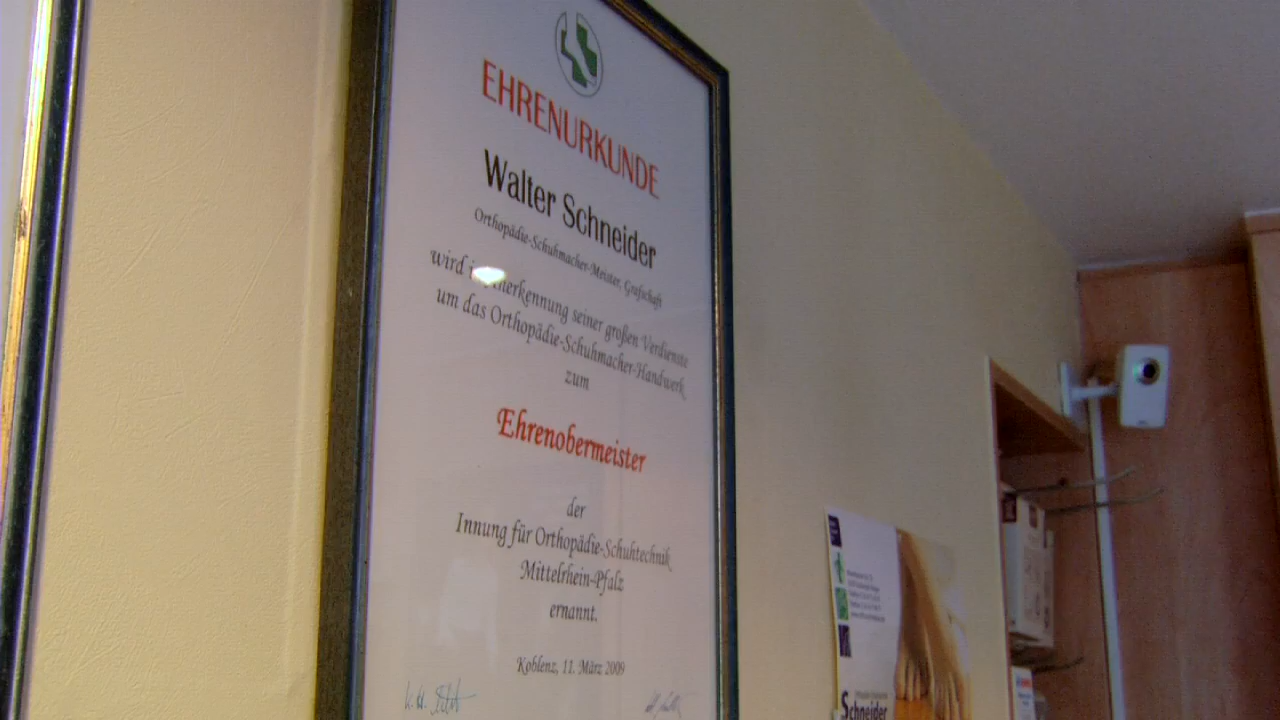 EHRENURKUNDE
Walter Schneider
Orthopädie-Schuhmacher-Meister, Grafschaft
wird in Anerkennung seiner großen Verdienste
um das Orthopädie-Schuhmacher-Handwerk
zum
Ehrenobermeister
der
Innung für Orthopädie-Schuhtechnik
Mittelrhein-Pfalz
ernannt.
Koblenz, 11. März 2009
Schneider